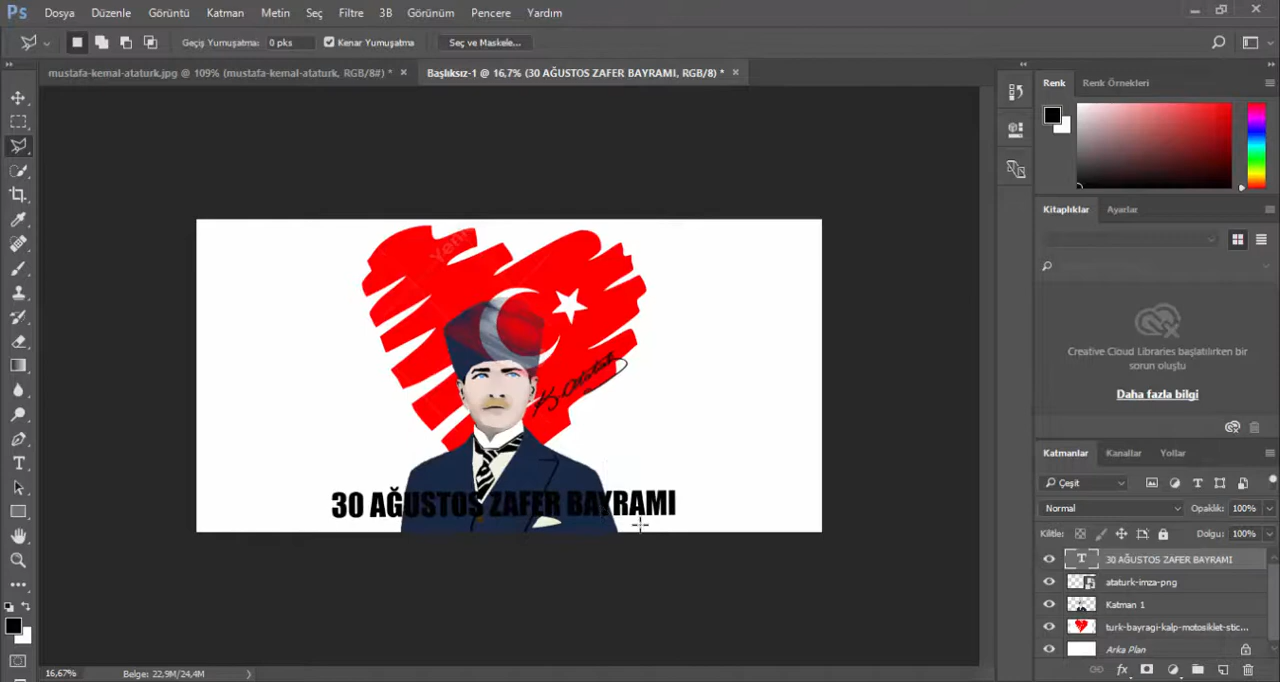 Ps Dosya Düzenle Görüntü Katman Metin Seç Filtre 3B Görünüm Pencere Yardım
Geçiş Yumuşatma: 0 pks Kenar Yumuşatma Seç ve Maskele...
mustafa-kemal-ataturk.jpg @ 109% (mustafa-kemal-ataturk, RGB/8#) * × Başlıksız-1 @ 16,7% (30 AĞUSTOS ZAFER BAYRAMI, RGB/8) * ×
Renk Renk Örnekleri
Kitaplıklar Ayarlar
K. Atatürk
30 AĞUSTOS ZAFER BAYRAMI
Creative Cloud Libraries başlatılırken bir
sorun oluştu
Daha fazla bilgi
Katmanlar Kanallar Yollar
Çeşit
Normal Opaklık: 100%
Kilitle: Dolgu: 100%
T 30 AĞUSTOS ZAFER BAYRAMI
ataturk-imza-png
Katman 1
turk-bayragi-kalp-motosiklet-stic...
Arka Plan
fx
16,67% Belge: 22,9M/24,4M